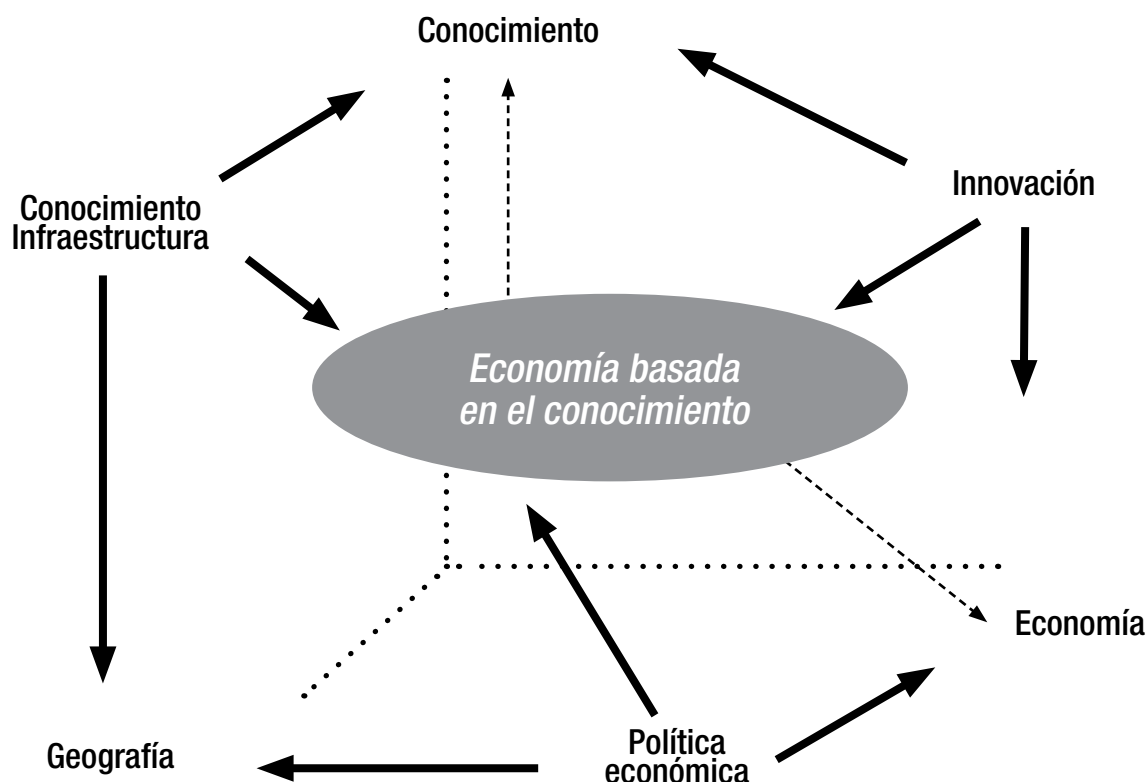 Conocimiento
Innovación
Conocimiento
Infraestructura
Economía basada
en el conocimiento
Economía
Geografía
Política
económica